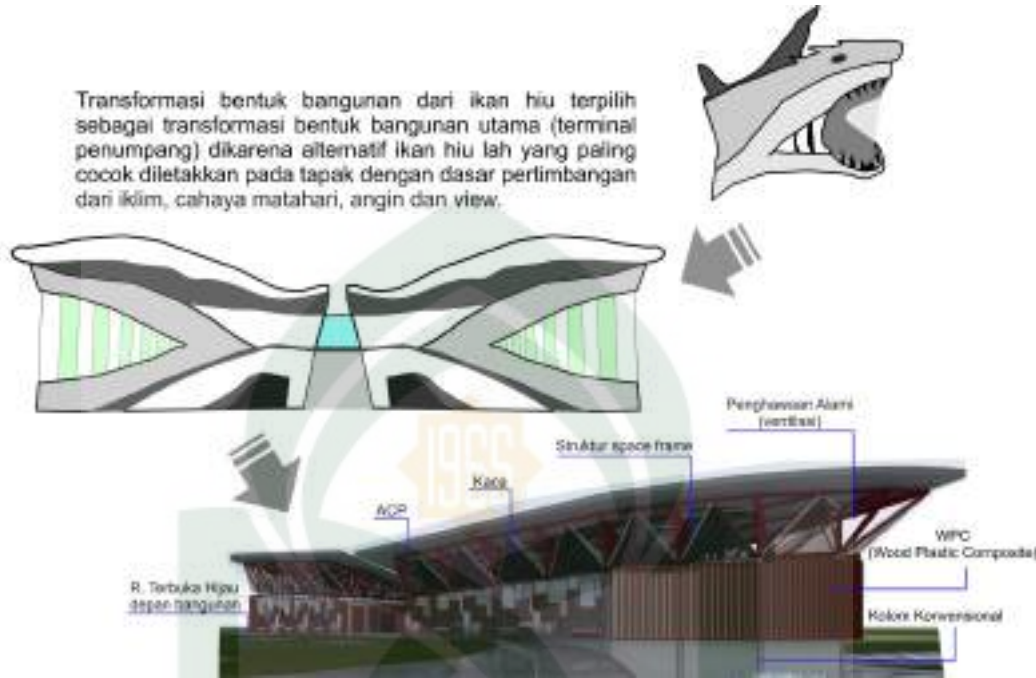 Transformasi bentuk bangunan dari ikan hiu terpilih
sebagai transformasi bentuk bangunan utama (terminal
penumpang) dikarena alternatif ikan hiu lah yang paling
cocok diletakkan pada tapak dengan dasar pertimbangan
dari iklim, cahaya matahari, angin dan view.
Penghawaan Alami
(ventilasi)
Struktur space frame
Kaca
ACP
WPC
(Wood Plastic Composite)
R. Terbuka Hijau
depan bangunan
Kolom Konvensional